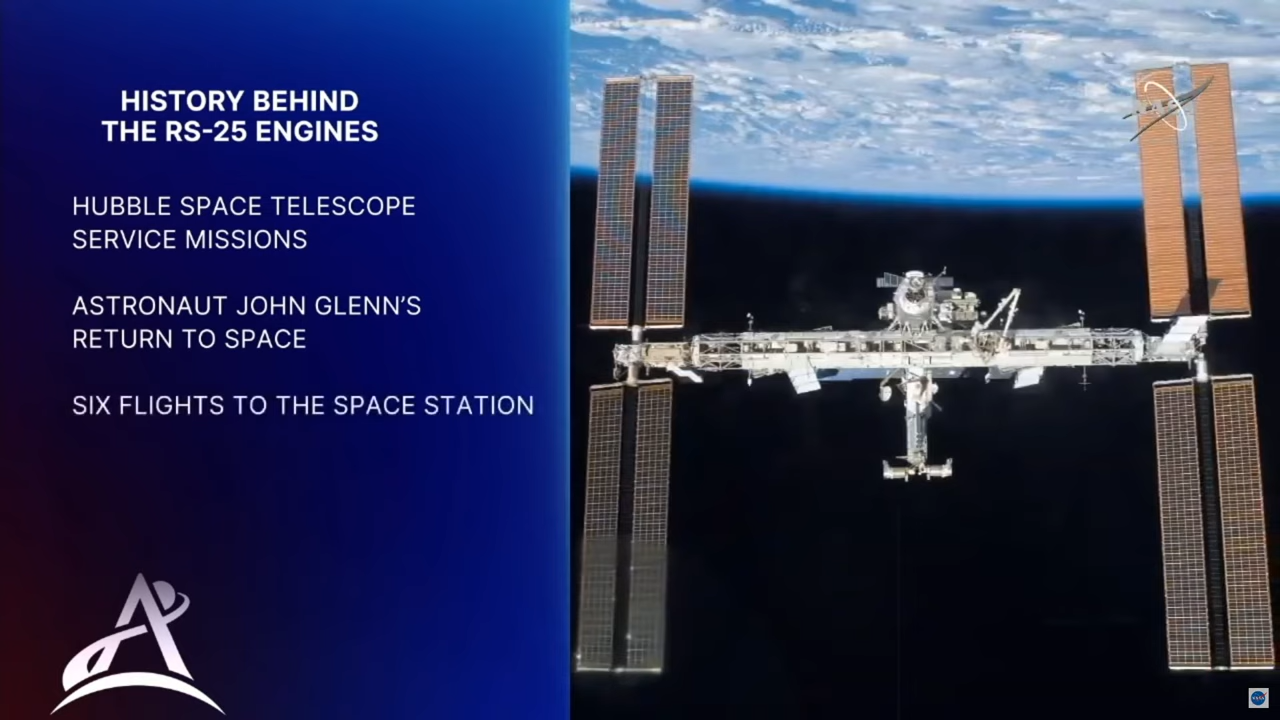 HISTORY BEHIND
THE RS-25 ENGINES
HUBBLE SPACE TELESCOPE
SERVICE MISSIONS
ASTRONAUT JOHN GLENN’S
RETURN TO SPACE
SIX FLIGHTS TO THE SPACE STATION
NASA